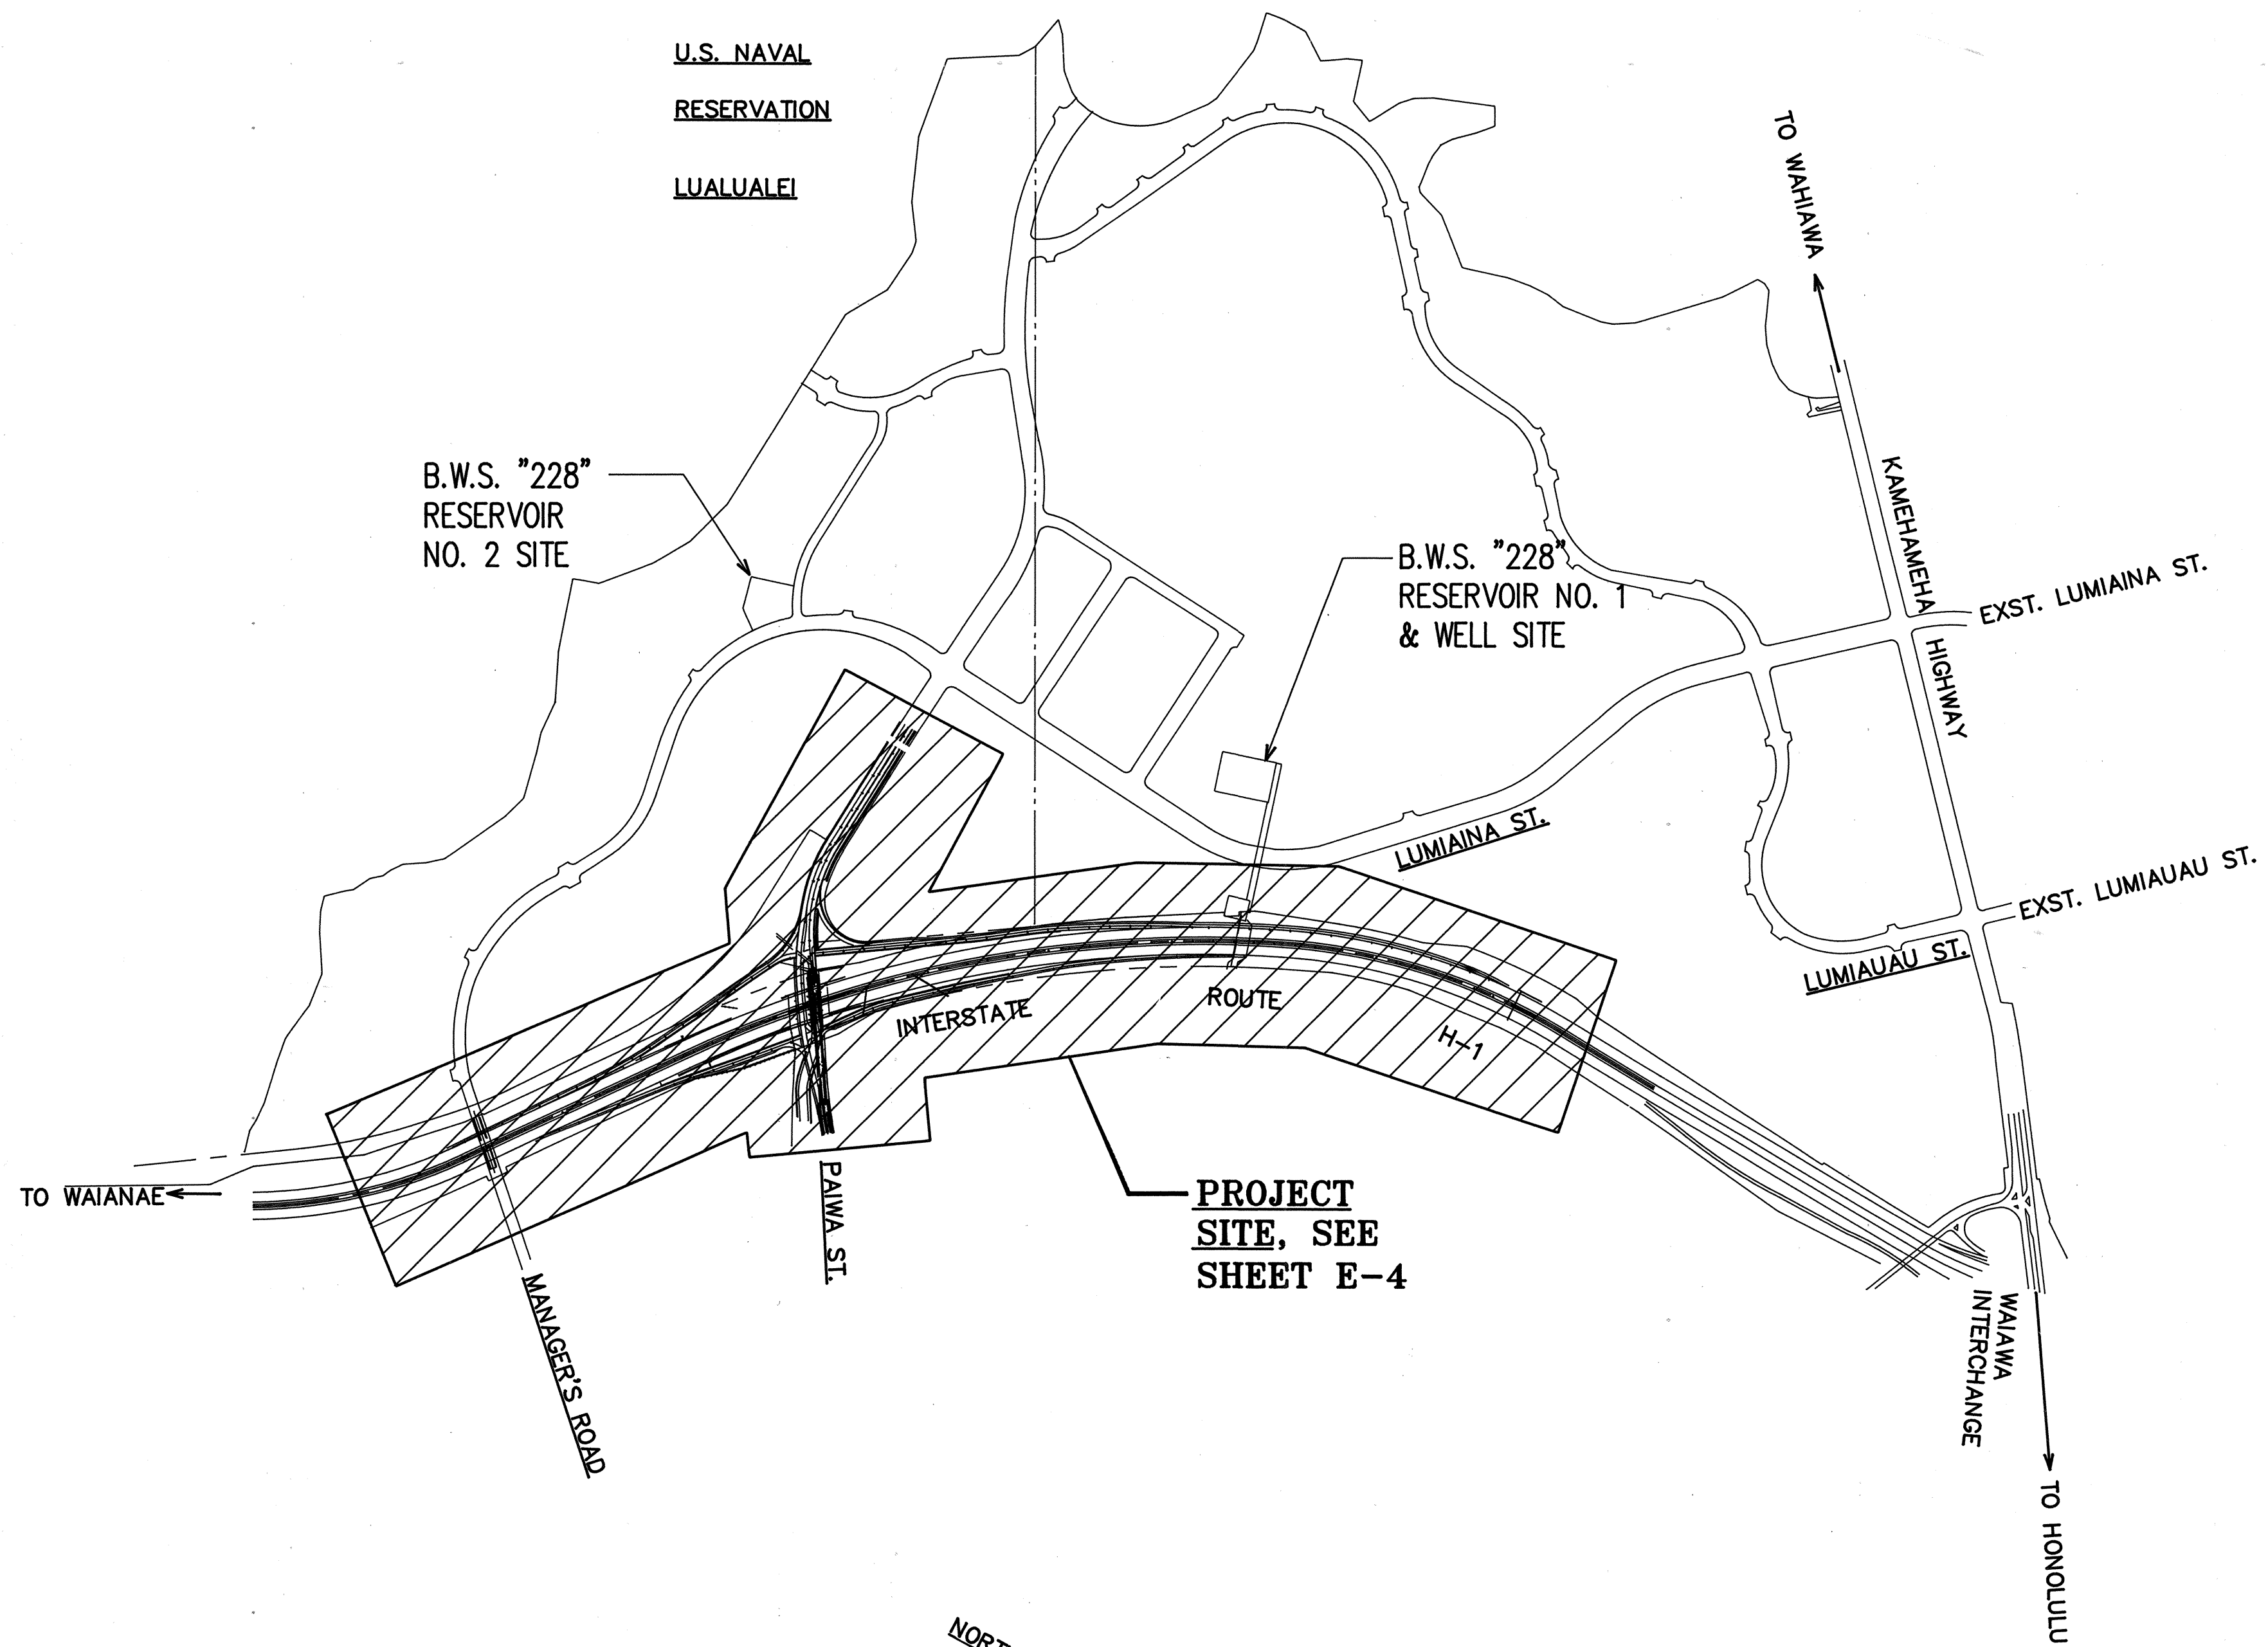 U.S. NAVAL
RESERVATION
LUALUALEI
TO WAHIAWA
B.W.S. "228"
RESERVOIR
NO. 2 SITE
B.W.S. "228"
RESERVOIR NO. 1
& WELL SITE
KAMEHAMEHA
HIGHWAY
EXST. LUMIAINA ST.
LUMIAINA ST.
EXST. LUMIAUAU ST.
LUMIAUAU ST.
INTERSTATE
ROUTE
H-1
TO WAIANAE
PAIWA ST.
MANAGER'S ROAD
PROJECT
SITE, SEE
SHEET E-4
WAIAWA
INTERCHANGE
TO HONOLULU